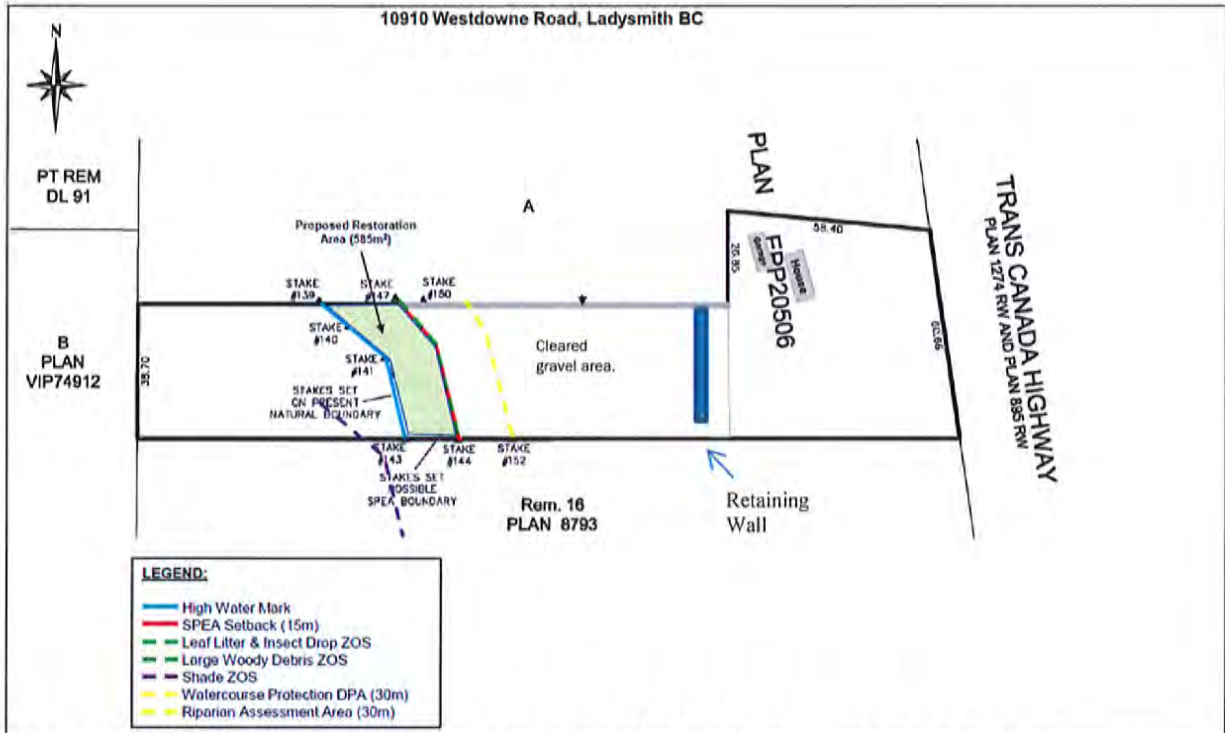 10910 Westdowne Road, Ladysmith BC
N
PT REM
DL 91
B
PLAN
VIP74912
38.70
A
Proposed Restoration
Area (585m²)
STAKE
#139
STAKE
#147
STAKE
#150
STAKE
#140
STAKE
#141
STAKES SET
ON PRESENT
NATURAL BOUNDARY
STAKE
#143
STAKE
#144
STAKE
#152
STAKES SET
POSSIBLE
SPEA BOUNDARY
Cleared
gravel area.
Rem. 16
PLAN 8793
Retaining
Wall
PLAN
EPP20506
Garage
House
26.85
58.40
60.66
TRANS CANADA HIGHWAY
PLAN 1274 RW AND PLAN 895 RW
LEGEND:
High Water Mark
SPEA Setback (15m)
Leaf Litter & Insect Drop ZOS
Large Woody Debris ZOS
Shade ZOS
Watercourse Protection DPA (30m)
Riparian Assessment Area (30m)